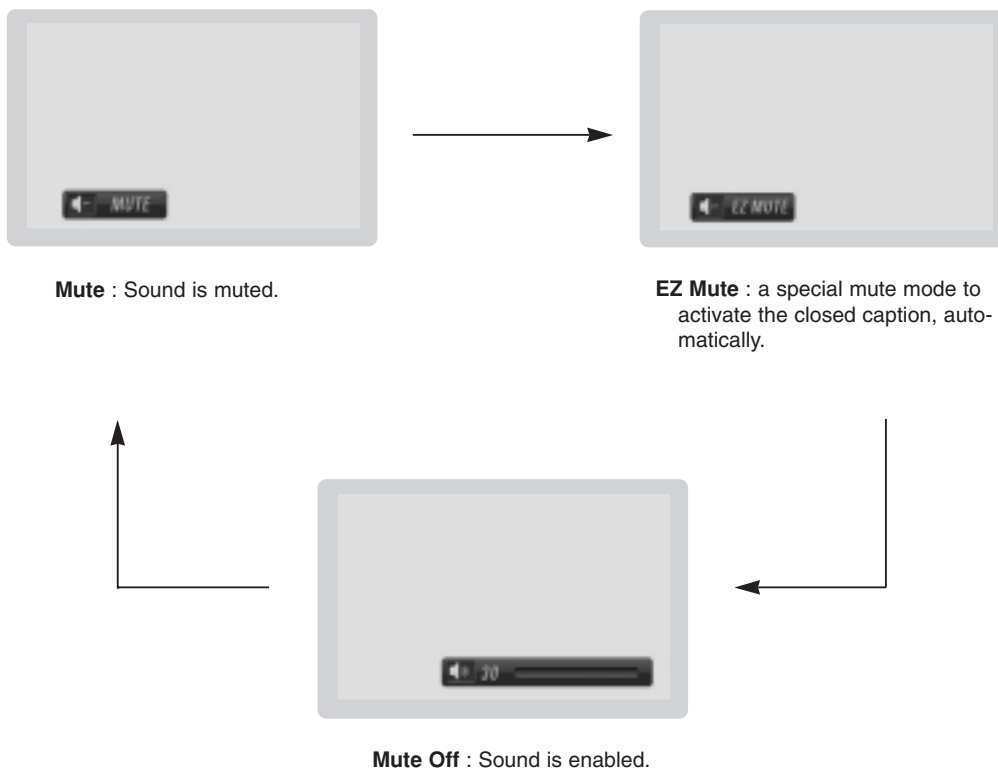 MUTE
EZ MUTE
Mute : Sound is muted.
EZ Mute : a special mute mode to
activate the closed caption, auto-
matically.
30
Mute Off : Sound is enabled.